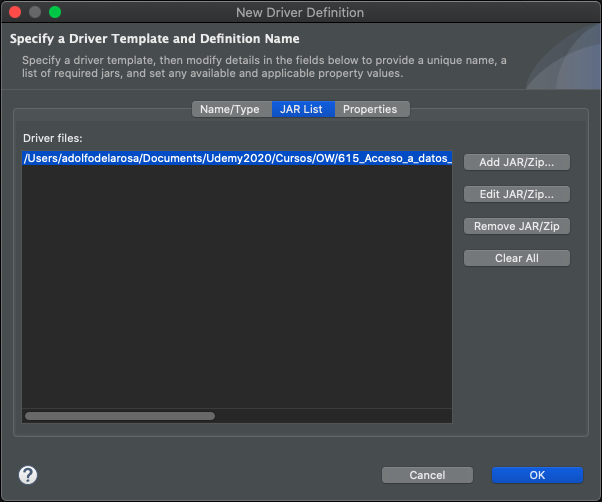 New Driver Definition
Specify a Driver Template and Definition Name
Specify a driver template, then modify details in the fields below to provide a unique name, a
list of required jars, and set any available and applicable property values.
Name/Type JAR List Properties
Driver files:
/Users/adolfodelarosa/Documents/Udemy2020/Cursos/OW/615_Acceso_a_datos_
Add JAR/Zip...
Edit JAR/Zip...
Remove JAR/Zip
Clear All
?
Cancel OK